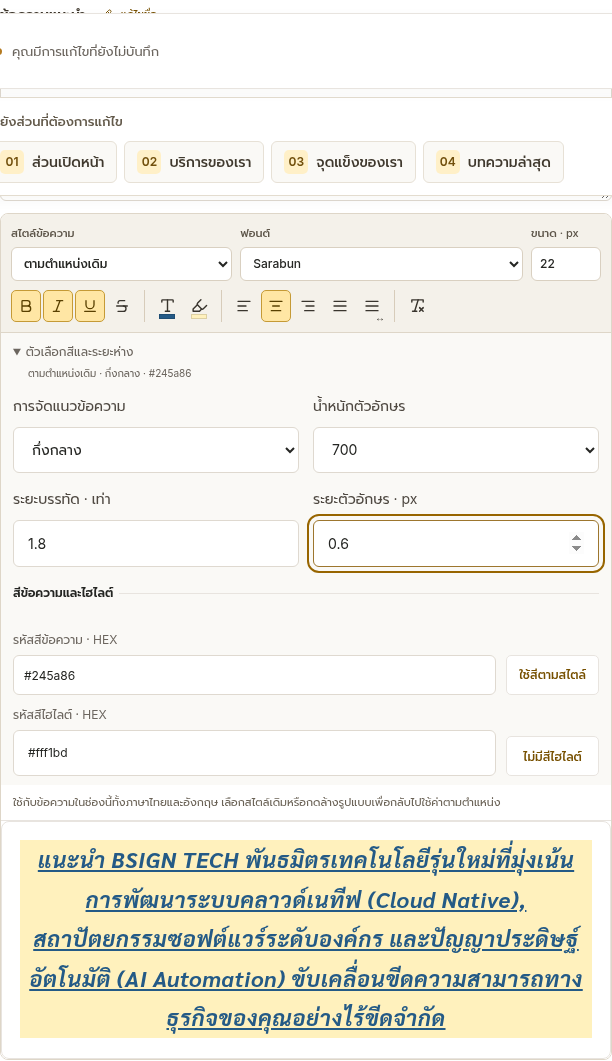 คุณมีการแก้ไขที่ยังไม่บันทึก
ยังส่วนที่ต้องการแก้ไข
01 ส่วนเปิดหน้า 02 บริการของเรา 03 จุดแข็งของเรา 04 บทความล่าสุด
สไตล์ข้อความ ฟอนต์ ขนาด · px
ตามตำแหน่งเดิม Sarabun 22
B I U S T
▼ ตัวเลือกสีและระยะห่าง
ตามตำแหน่งเดิม · กึ่งกลาง · #245a86
การจัดแนวข้อความ น้ำหนักตัวอักษร
กึ่งกลาง 700
ระยะบรรทัด · เท่า ระยะตัวอักษร · px
1.8 0.6
สีข้อความและไฮไลต์
รหัสสีข้อความ · HEX
#245a86 ใช้สีตามสไตล์
รหัสสีไฮไลต์ · HEX
#fff1bd ไม่มีสีไฮไลต์
ใช้กับข้อความในช่องนี้ทั้งภาษาไทยและอังกฤษ เลือกสไตล์เดิมหรือกดล้างรูปแบบเพื่อกลับไปใช้ค่าตามตำแหน่ง
แนะนำ BSIGN TECH พันธมิตรเทคโนโลยีรุ่นใหม่ที่มุ่งเน้น
การพัฒนาระบบคลาวด์เนทีฟ (Cloud Native),
สถาปัตยกรรมซอฟต์แวร์ระดับองค์กร และปัญญาประดิษฐ์
อัตโนมัติ (AI Automation) ขับเคลื่อนขีดความสามารถทาง
ธุรกิจของคุณอย่างไร้ขีดจำกัด